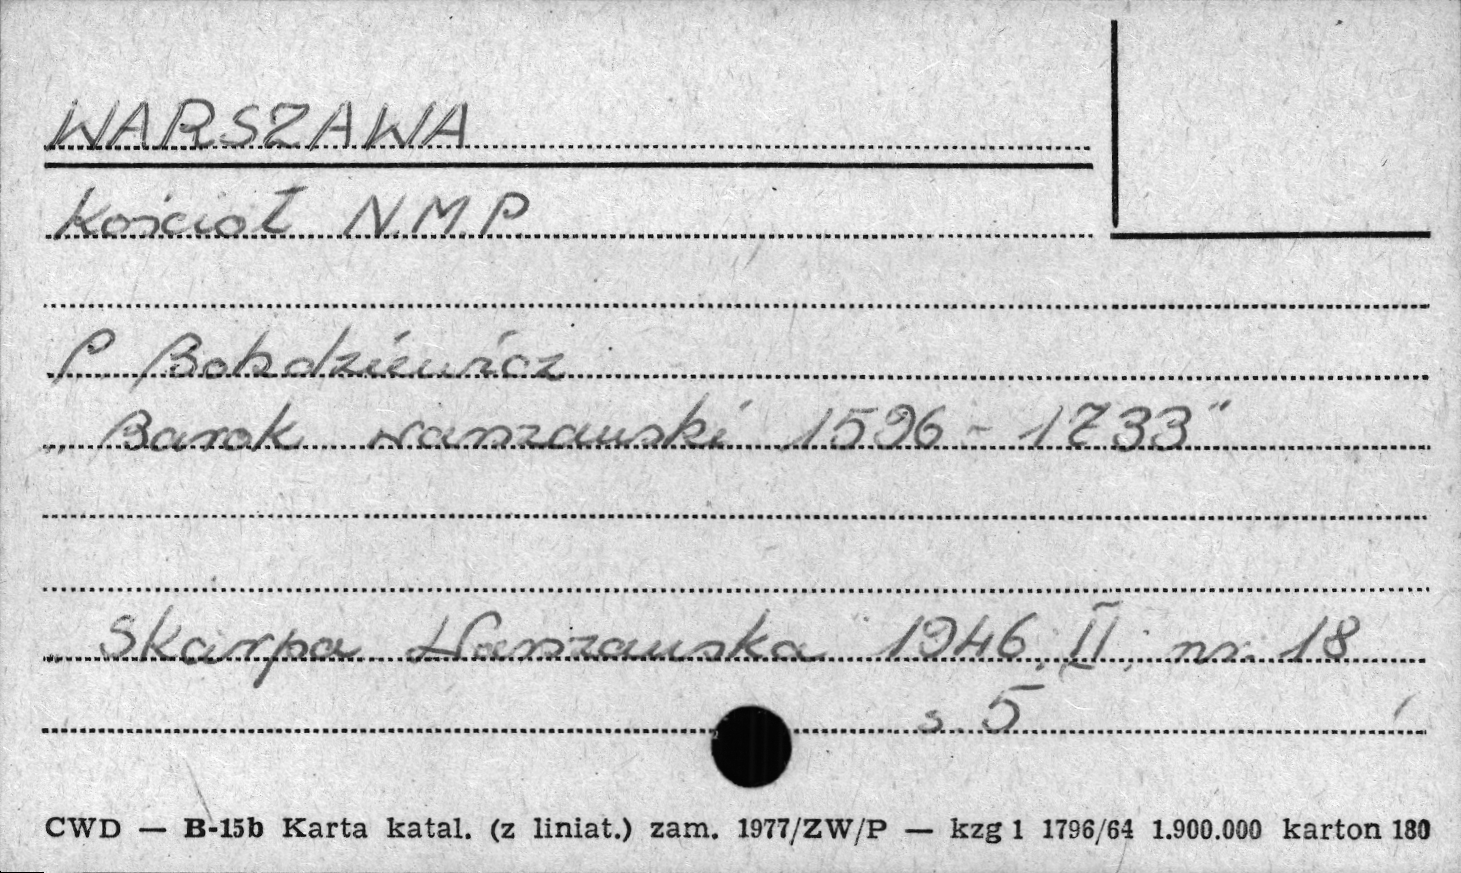 WARSZAWA
Kościół N.M.P.
P. Bohdziewicz
„Barok warszawski 1596 - 1733"
„Skarpa Warszawska" 1946. II. nr. 18
s. 5
CWD — B-15b Karta katal. (z liniat.) zam. 1977/ZW/P — kzg 1 1796/64 1.900.000 karton 180